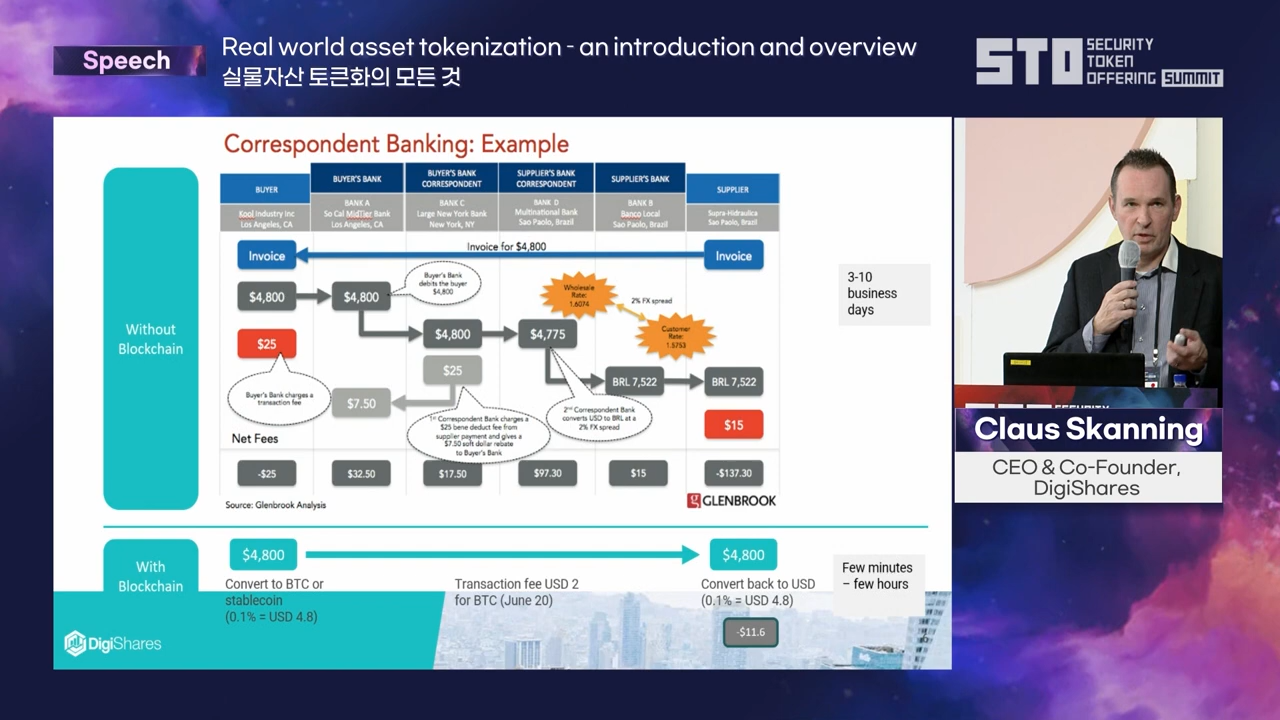 Speech
Real world asset tokenization - an introduction and overview
실물자산 토큰화의 모든 것
STO SECURITY
TOKEN
OFFERING SUMMIT
Correspondent Banking: Example
Without
Blockchain
BUYER
BUYER'S BANK
BUYER'S BANK
CORRESPONDENT
SUPPLIER'S BANK
CORRESPONDENT
SUPPLIER'S BANK
SUPPLIER
Kool Industry Inc
Los Angeles, CA
BANK A
So Cal MidTier Bank
Los Angeles, CA
BANK C
Large New York Bank
New York, NY
BANK D
Multinational Bank
Sao Paolo, Brazil
BANK B
Banco Local
Sao Paolo, Brazil
Supra-Hidraulica
Sao Paolo, Brazil
Invoice
Invoice for $4,800
Invoice
$4,800
$4,800
Buyer's Bank
debits the buyer
$4,800
Wholesale
Rate:
1.6074
2% FX spread
Customer
Rate:
1.5753
$4,800
$4,775
$25
$25
BRL 7,522
BRL 7,522
Buyer's Bank charges a
transaction fee
$7.50
1st Correspondent Bank charges a
$25 bene deduct fee from
supplier payment and gives a
$7.50 soft dollar rebate
to Buyer's Bank
2nd Correspondent Bank
converts USD to BRL at a
2% FX spread
$15
Net Fees
-$25
$32.50
$17.50
$97.30
$15
-$137.30
Source: Glenbrook Analysis
g GLENBROOK
3-10
business
days
With
Blockchain
$4,800
$4,800
Convert to BTC or
stablecoin
(0.1% = USD 4.8)
Transaction fee USD 2
for BTC (June 20)
Convert back to USD
(0.1% = USD 4.8)
-$11.6
Few minutes
– few hours
DigiShares
Claus Skanning
CEO & Co-Founder,
DigiShares